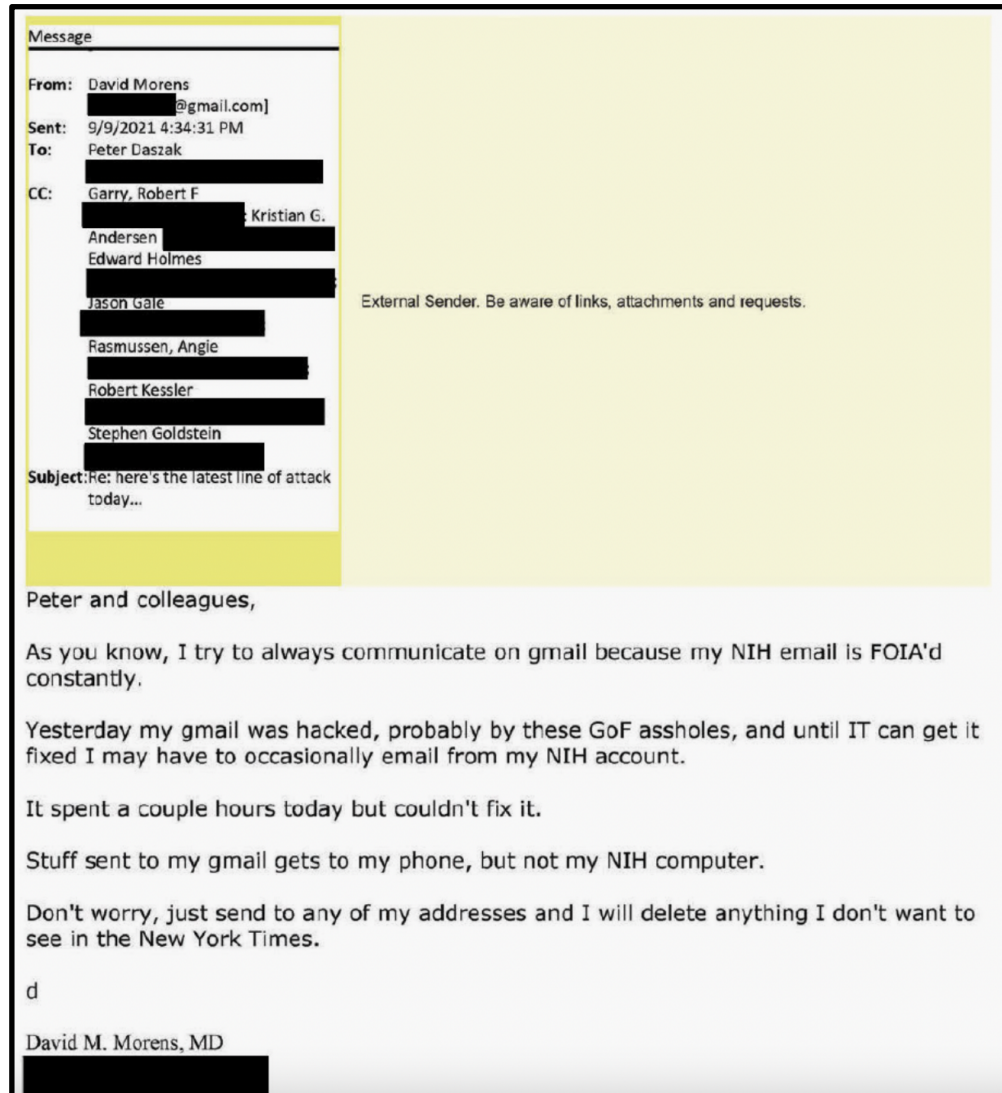 Message
From: David Morens
@gmail.com]
Sent: 9/9/2021 4:34:31 PM
To: Peter Daszak
CC: Garry, Robert F
; Kristian G.
Andersen
Edward Holmes
;
Jason Gale
Rasmussen, Angie
;
Robert Kessler
Stephen Goldstein
Subject:Re: here's the latest line of attack
today...
External Sender. Be aware of links, attachments and requests.
Peter and colleagues,
As you know, I try to always communicate on gmail because my NIH email is FOIA'd
constantly.
Yesterday my gmail was hacked, probably by these GoF assholes, and until IT can get it
fixed I may have to occasionally email from my NIH account.
It spent a couple hours today but couldn't fix it.
Stuff sent to my gmail gets to my phone, but not my NIH computer.
Don't worry, just send to any of my addresses and I will delete anything I don't want to
see in the New York Times.
d
David M. Morens, MD